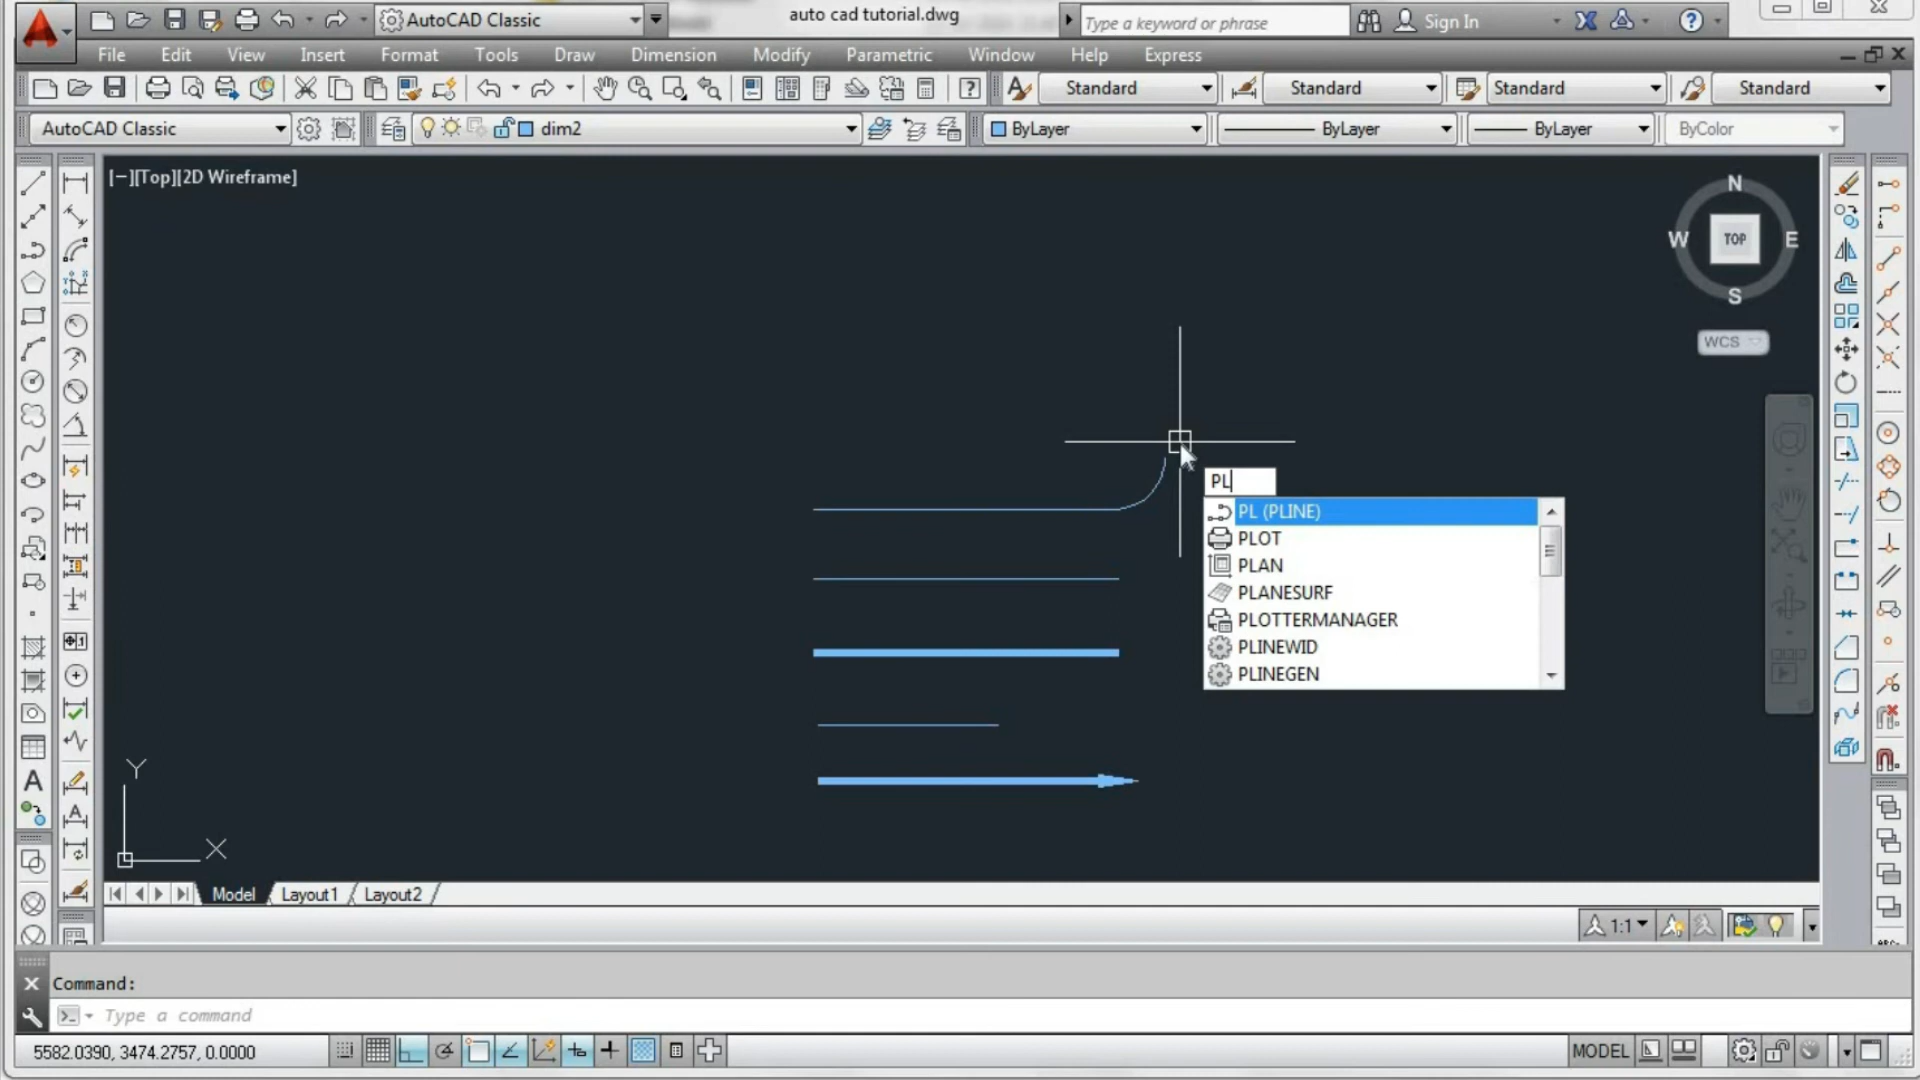 AutoCAD Classic
auto cad tutorial.dwg
Type a keyword or phrase
Sign In
File Edit View Insert Format Tools Draw Dimension Modify Parametric Window Help Express
Standard Standard Standard Standard
AutoCAD Classic dim2 ByLayer ByLayer ByLayer ByColor
[−][Top][2D Wireframe]
N
W TOP E
S
WCS
PL
PL (PLINE)
PLOT
PLAN
PLANESURF
PLOTTERMANAGER
PLINEWID
PLINEGEN
Y
X
Model Layout1 Layout2
1:1
Command:
Type a command
5582.0390, 3474.2757, 0.0000
MODEL